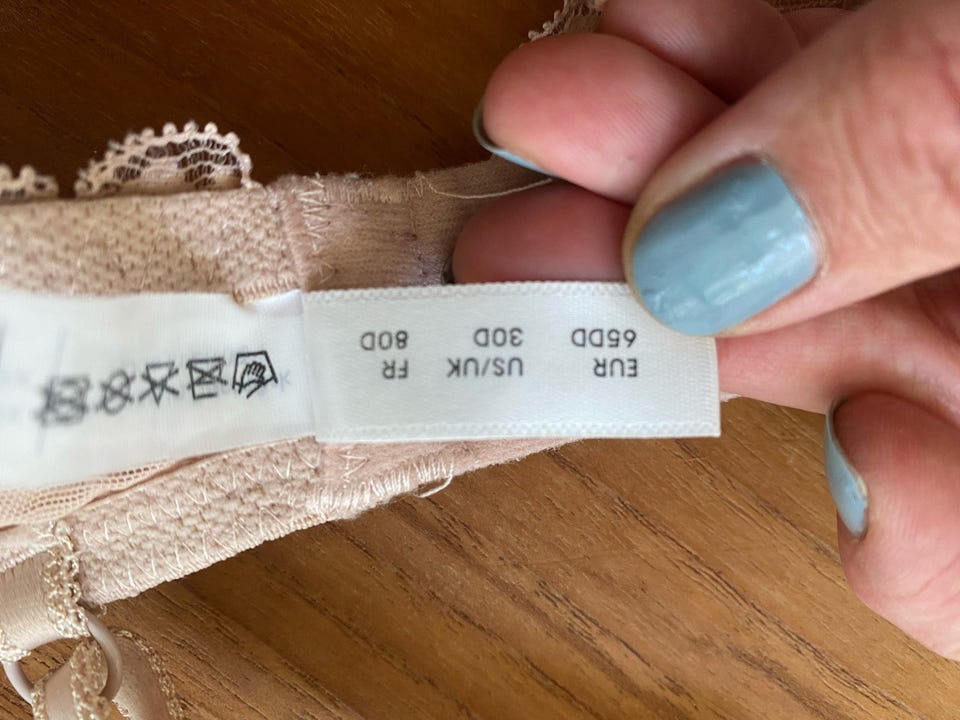 EUR US/UK FR
65DD 30D 80D